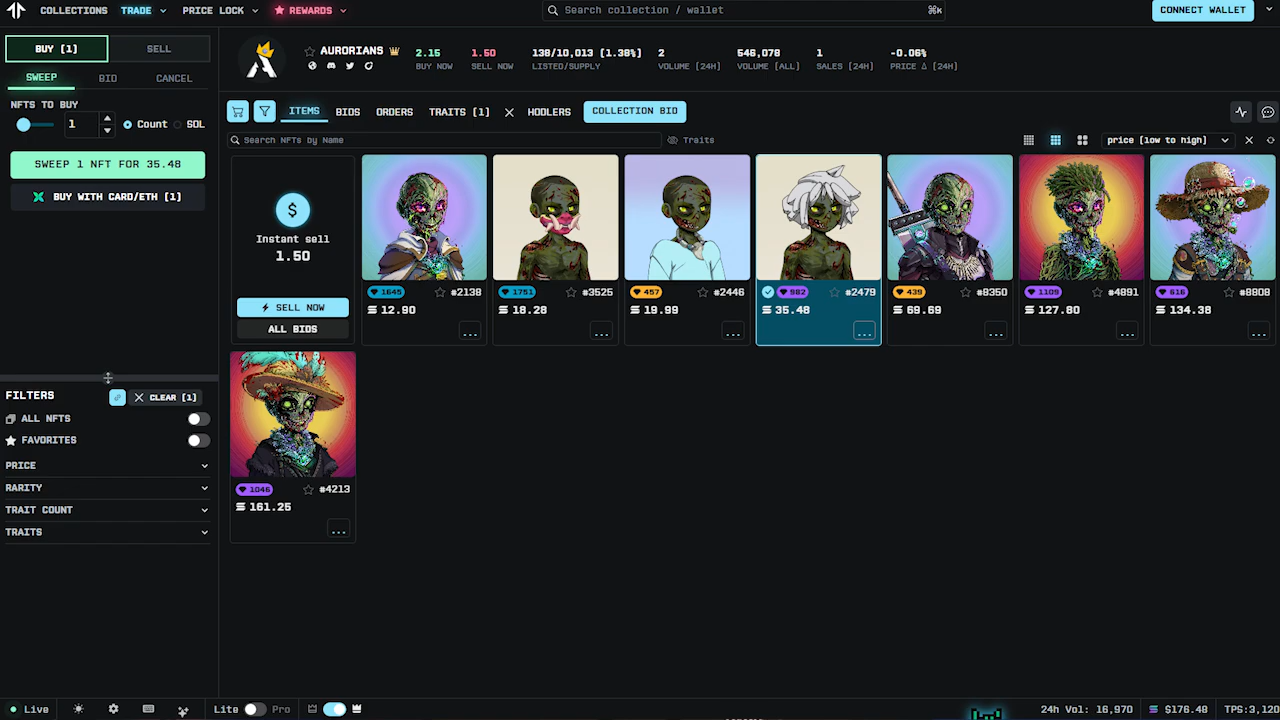 COLLECTIONS TRADE PRICE LOCK REWARDS Search collection / wallet ⌘k CONNECT WALLET
BUY [1] SELL
SWEEP BID CANCEL
NFTS TO BUY
1 Count SOL
SWEEP 1 NFT FOR 35.48
BUY WITH CARD/ETH [1]
AURORIANS 2.15 1.50 138/10,013 [1.38%] 2 546,078 1 -0.06%
BUY NOW SELL NOW LISTED/SUPPLY VOLUME [24H] VOLUME [ALL] SALES [24H] PRICE Δ [24H]
ITEMS BIDS ORDERS TRAITS [1] HODLERS COLLECTION BID
Search NFTs by Name Traits price [low to high]
Instant sell
1.50
SELL NOW
ALL BIDS
1645 #2138
12.90
...
1751 #3525
18.28
...
457 #2446
19.99
...
982 #2479
35.48
...
439 #8350
69.69
...
1109 #4891
127.80
...
616 #8808
134.38
...
1046 #4213
161.25
...
FILTERS CLEAR [1]
ALL NFTS
FAVORITES
PRICE
RARITY
TRAIT COUNT
TRAITS
Live Lite Pro 24h Vol: 16,970 $176.48 TPS:3,120